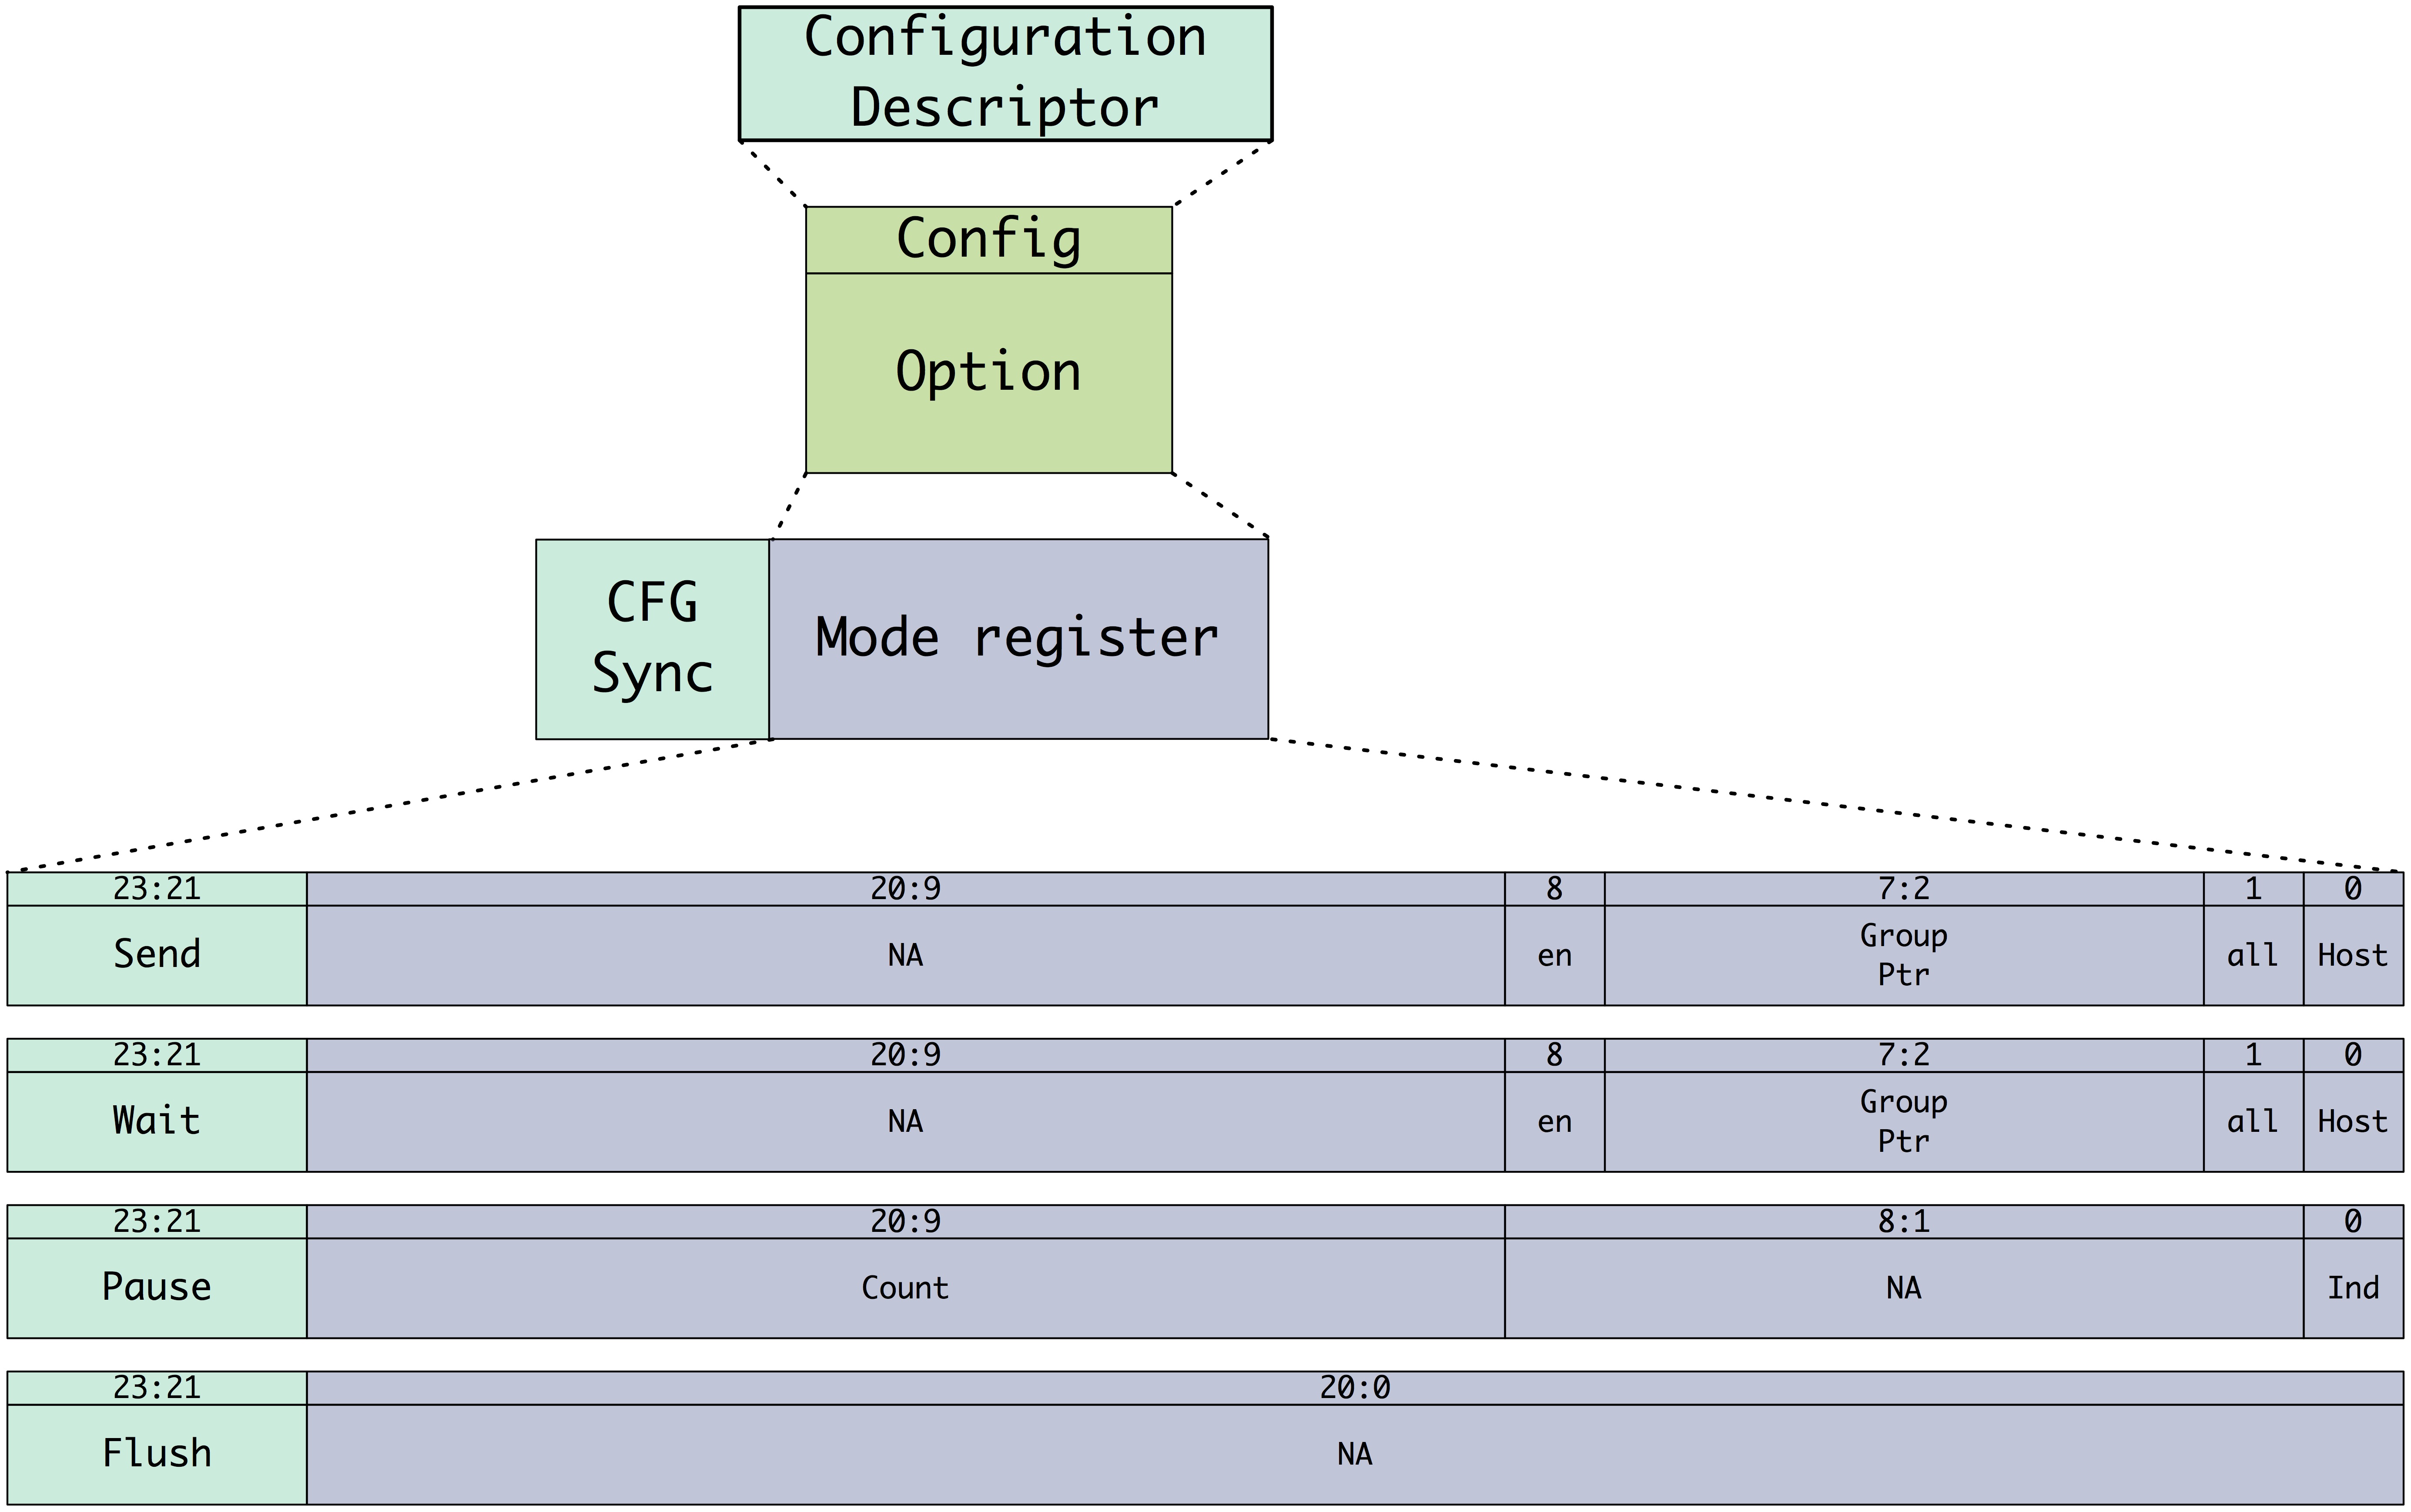 Configuration
Descriptor
Config
Option
CFG
Sync
Mode register
23:21 20:9 8 7:2 1 0
Send NA en Group
Ptr all Host
23:21 20:9 8 7:2 1 0
Wait NA en Group
Ptr all Host
23:21 20:9 8:1 0
Pause Count NA Ind
23:21 20:0
Flush NA